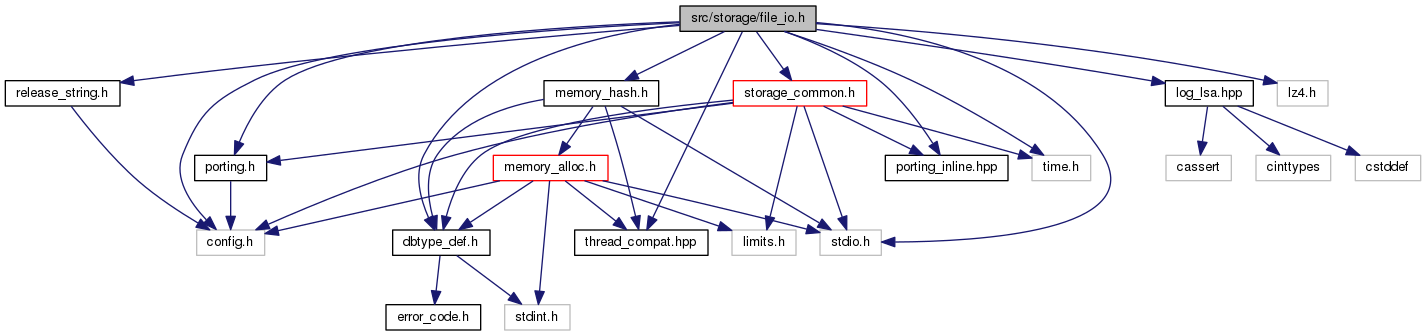 src/storage/file_io.h
release_string.h
memory_hash.h
storage_common.h
log_lsa.hpp
lz4.h
porting.h
memory_alloc.h
porting_inline.hpp
time.h
cassert
cinttypes
cstddef
config.h
dbtype_def.h
thread_compat.hpp
limits.h
stdio.h
error_code.h
stdint.h